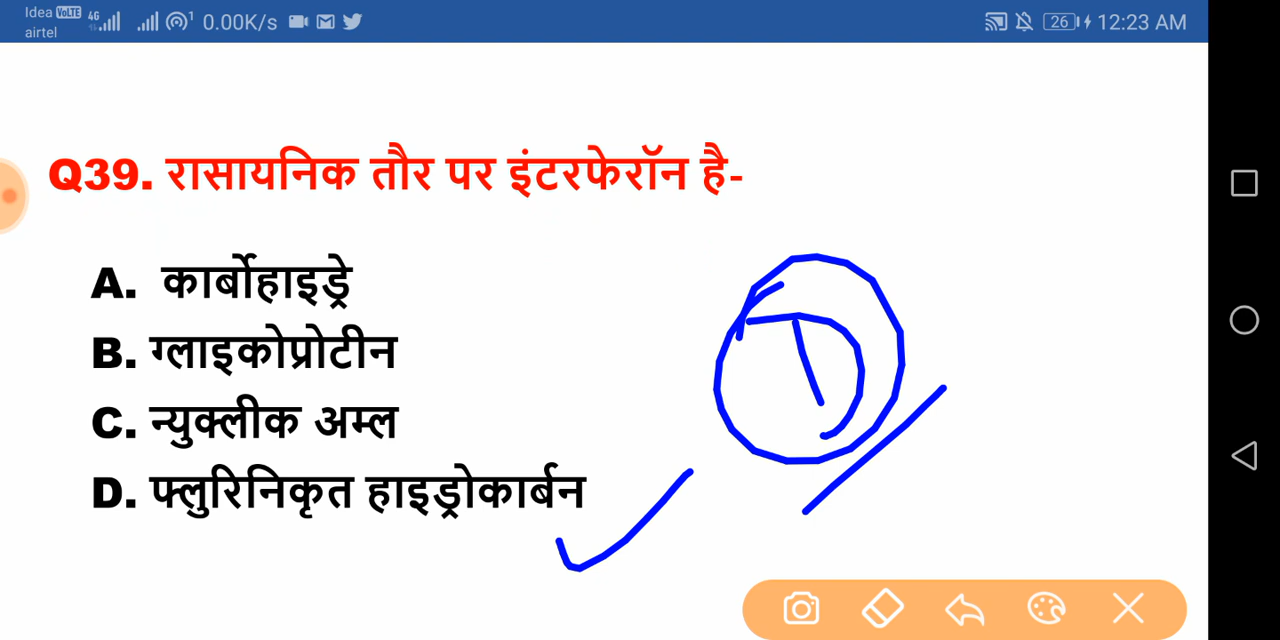 Idea VoLTE 4G 1 0.00K/s 26 12:23 AM
airtel
Q39. रासायनिक तौर पर इंटरफेरॉन है-
A. कार्बोहाइड्रे
B. ग्लाइकोप्रोटीन
C. न्युक्लीक अम्ल
D. फ्लुरिनिकृत हाइड्रोकार्बन
D